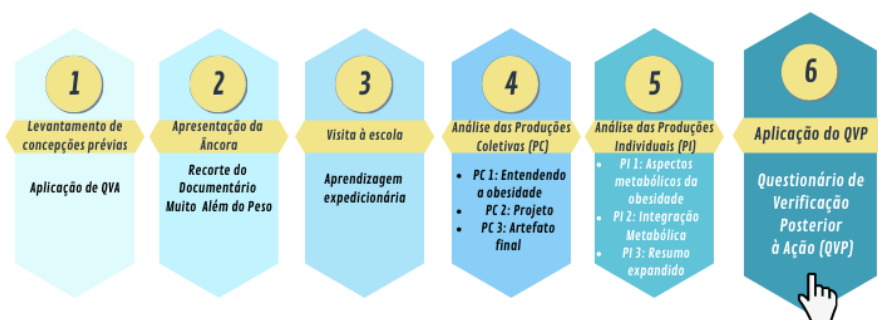 1
Levantamento de
concepções prévias
Aplicação de QVA
2
Apresentação da
Âncora
Recorte do
Documentário
Muito Além do Peso
3
Visita à escola
Aprendizagem
expedicionária
4
Análise das Produções
Coletivas (PC)
• PC 1: Entendendo
a obesidade
• PC 2: Projeto
• PC 3: Artefato
final
5
Análise das Produções
Individuais (PI)
• PI 1: Aspectos
metabólicos da
obesidade
• PI 2: Integração
Metabólica
• PI 3: Resumo
expandido
6
Aplicação do QVP
Questionário de
Verificação
Posterior
à Ação (QVP)